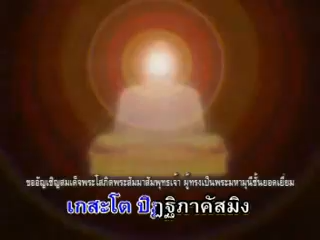 ขออัญเชิญสมเด็จพระโสภิตพระสัมมาสัมพุทธเจ้า ผู้ทรงเป็นพระมหามุนีชั้นยอดเยี่ยม
เกสะโต ปิฏฐิภาคัสมิง